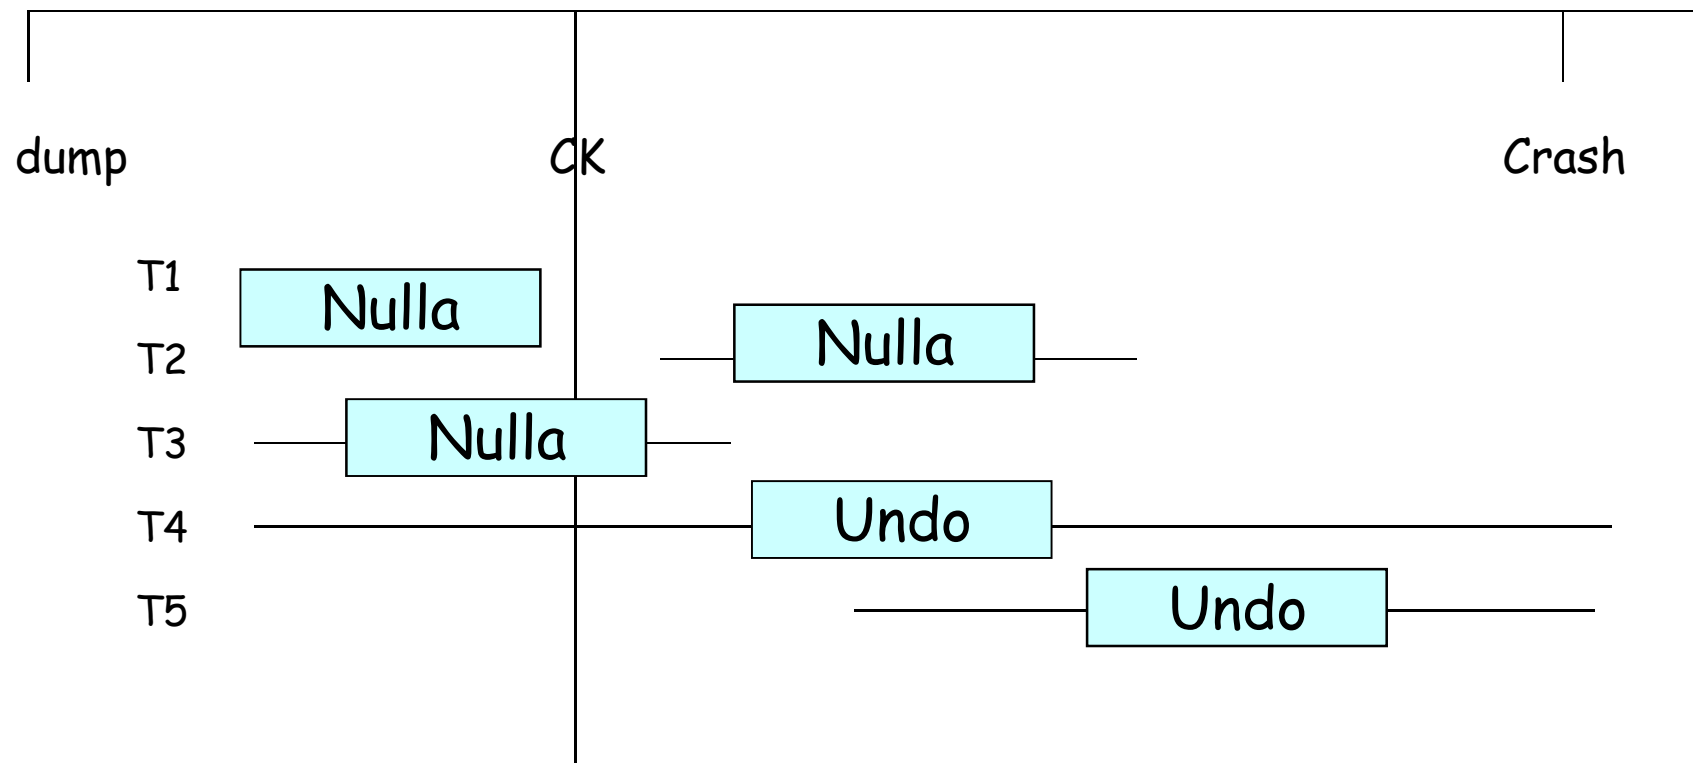 dump CK Crash
T1 Nulla
T2 Nulla
T3 Nulla
T4 Undo
T5 Undo